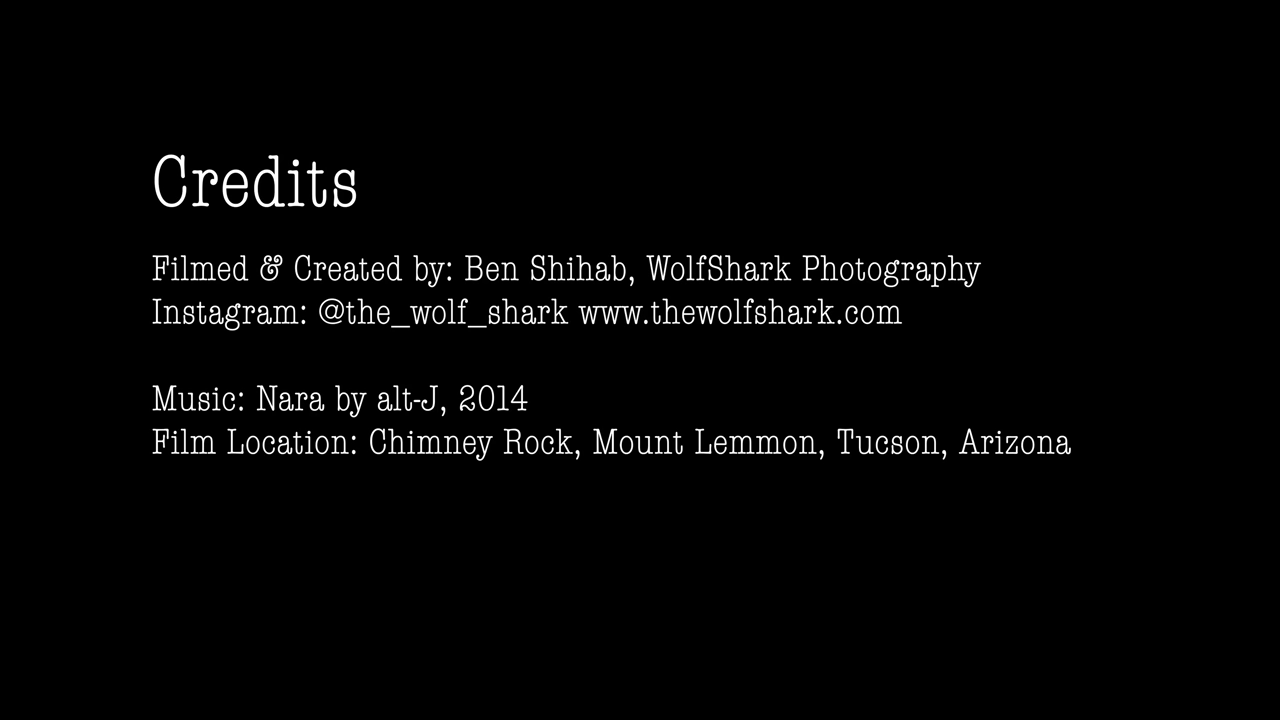 Credits
Filmed & Created by: Ben Shihab, WolfShark Photography
Instagram: @the_wolf_shark www.thewolfshark.com
Music: Nara by alt-J, 2014
Film Location: Chimney Rock, Mount Lemmon, Tucson, Arizona